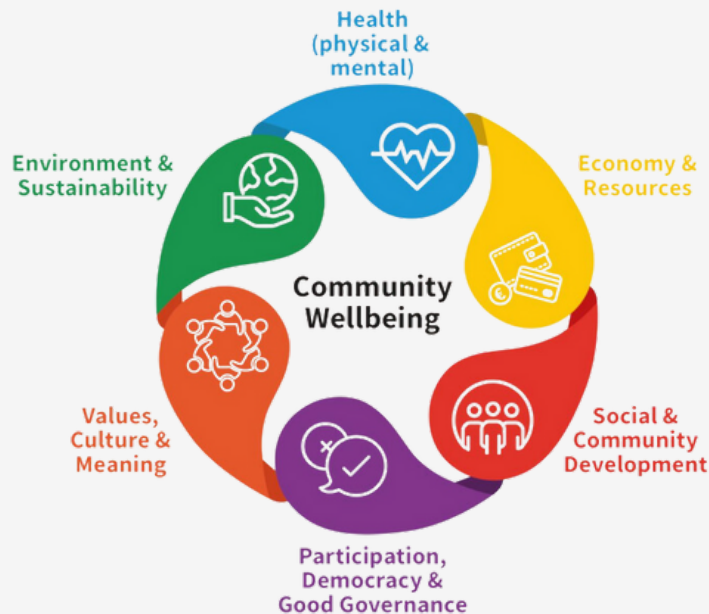 Health
(physical &
mental)
Economy &
Resources
Social &
Community
Development
Participation,
Democracy &
Good Governance
Values,
Culture &
Meaning
Environment &
Sustainability
Community
Wellbeing
€